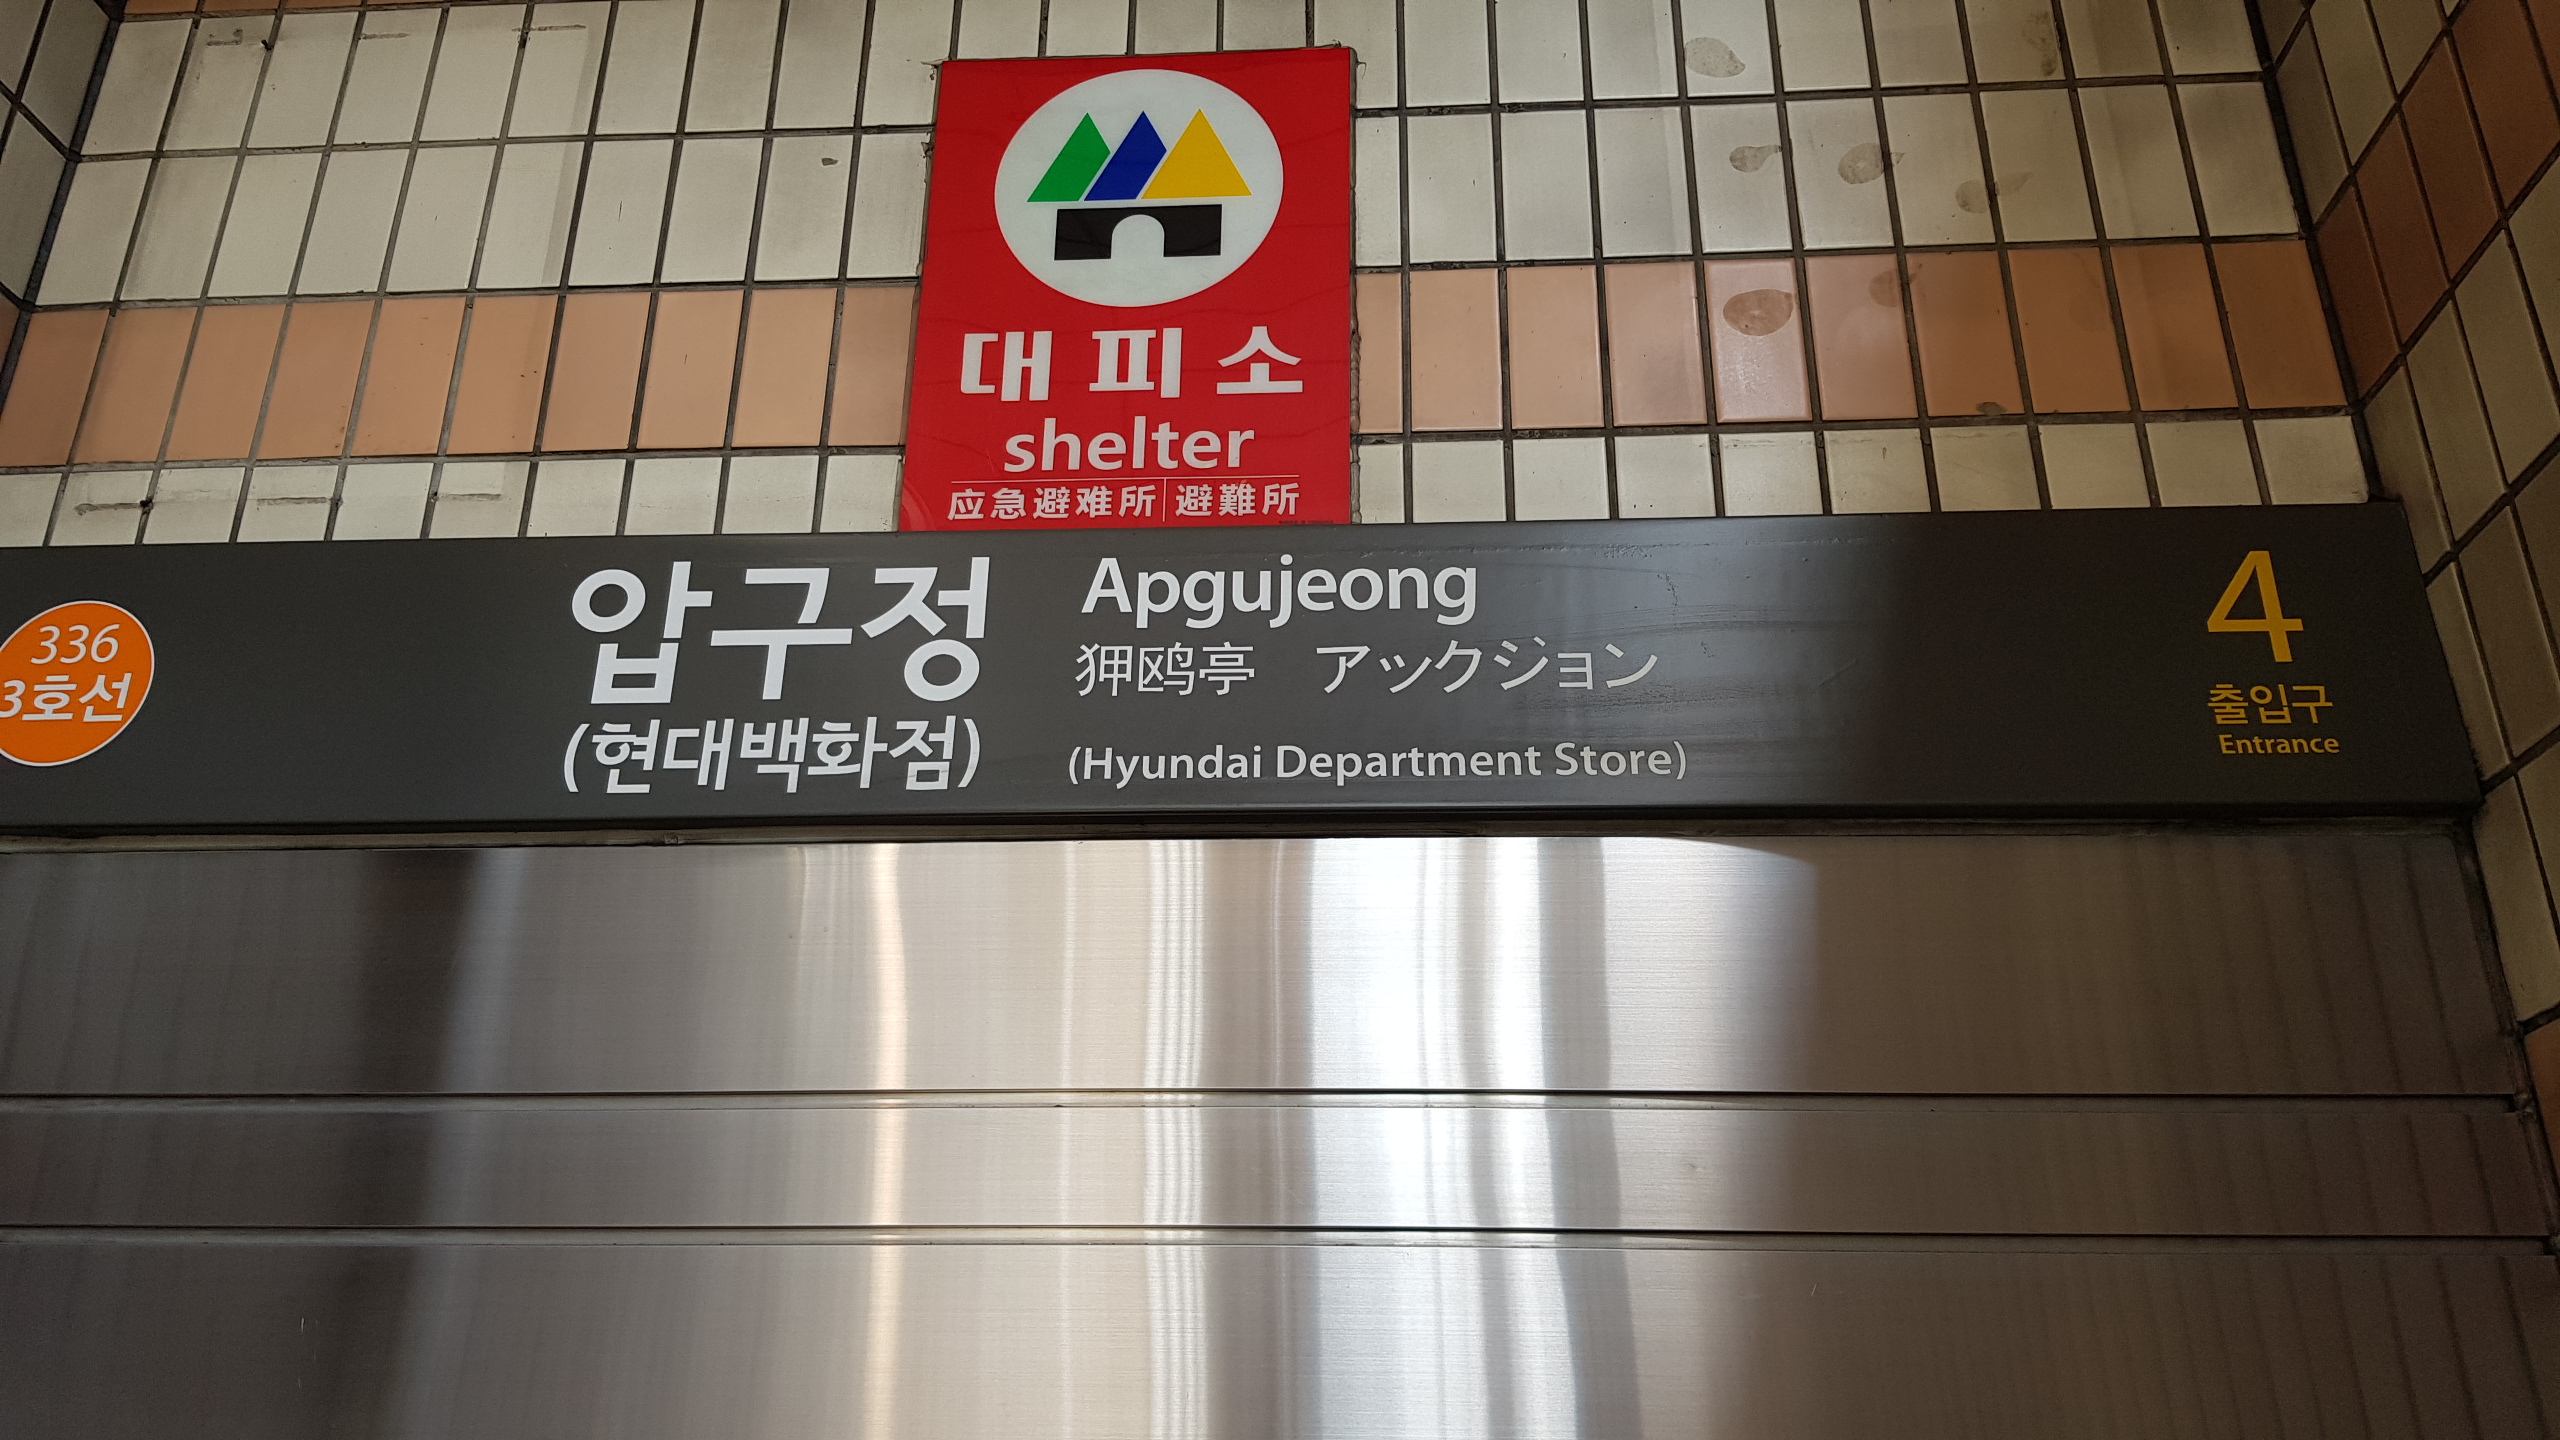 대피소
shelter
应急避难所 | 避難所
336
3호선
압구정
(현대백화점)
Apgujeong
狎鸥亭 アックジョン
(Hyundai Department Store)
4
출입구
Entrance